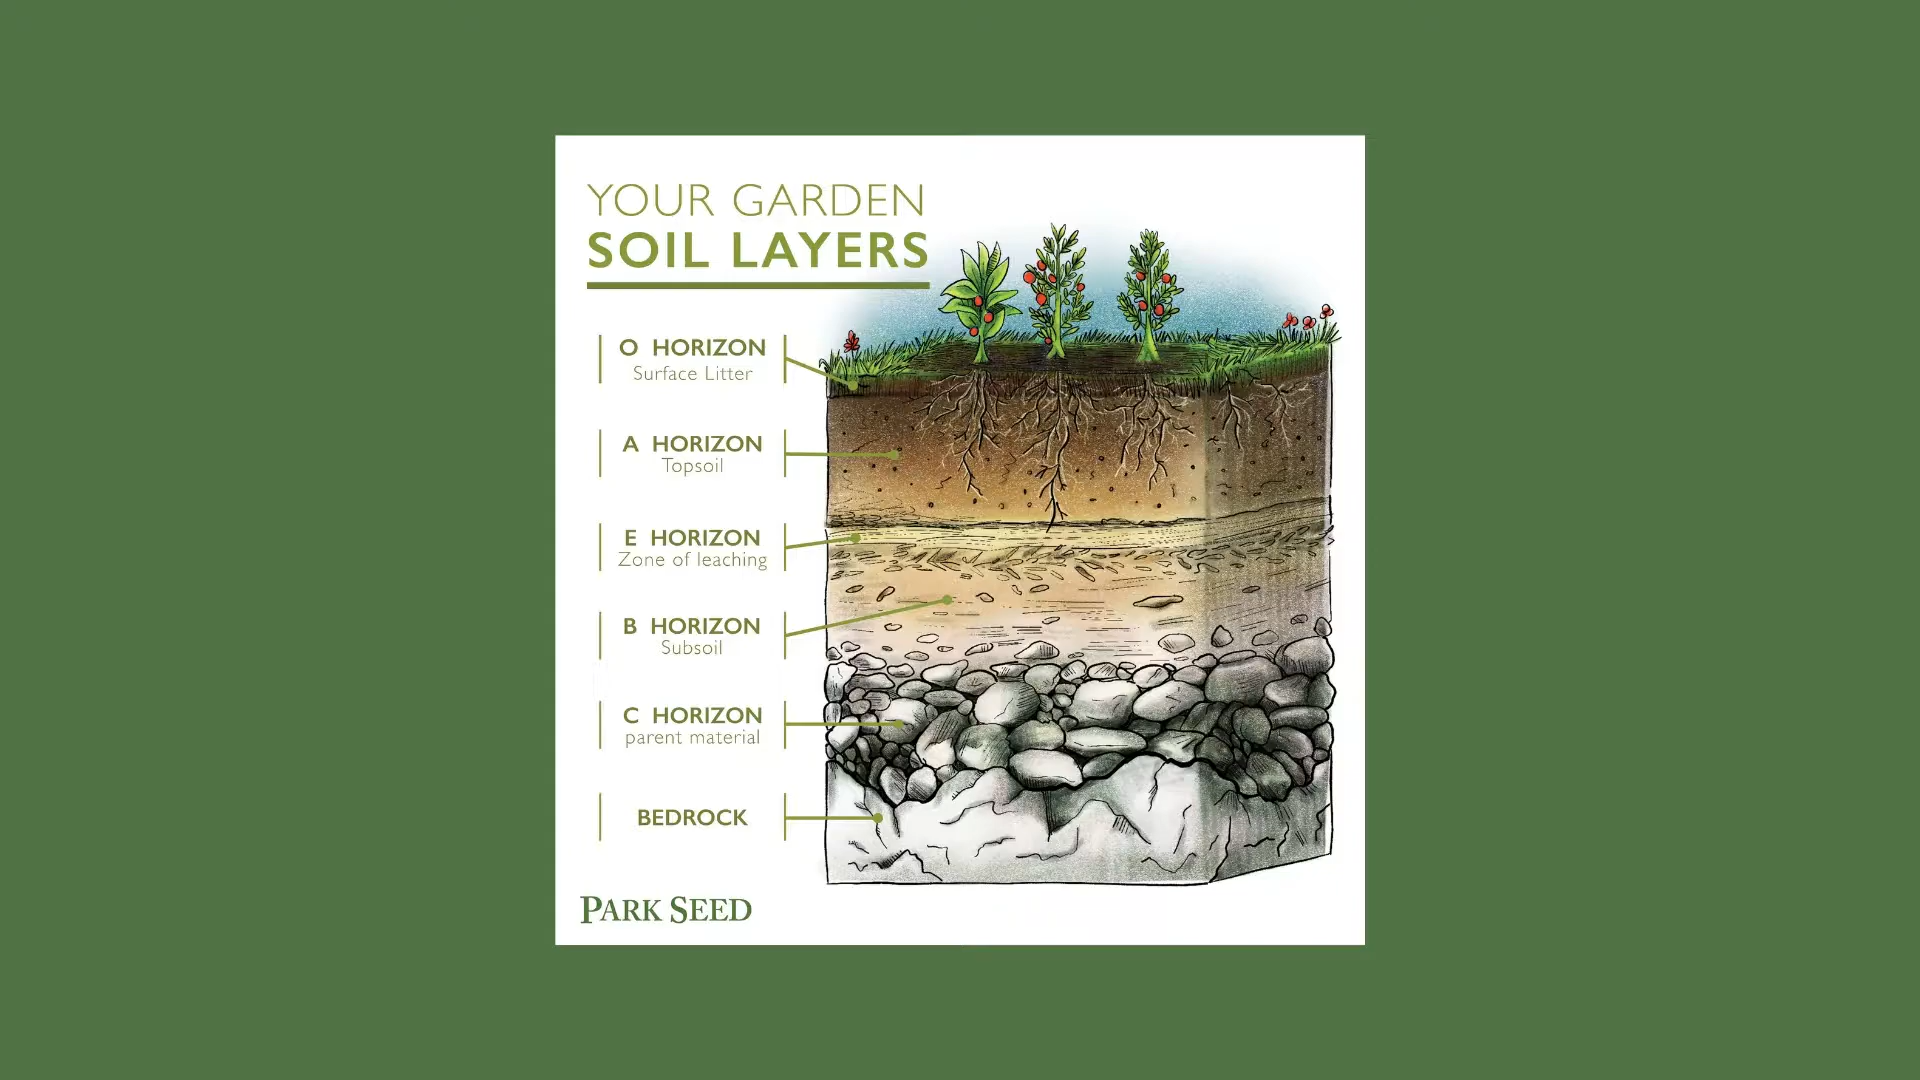 YOUR GARDEN
SOIL LAYERS
O HORIZON
Surface Litter
A HORIZON
Topsoil
E HORIZON
Zone of leaching
B HORIZON
Subsoil
C HORIZON
parent material
BEDROCK
PARK SEED